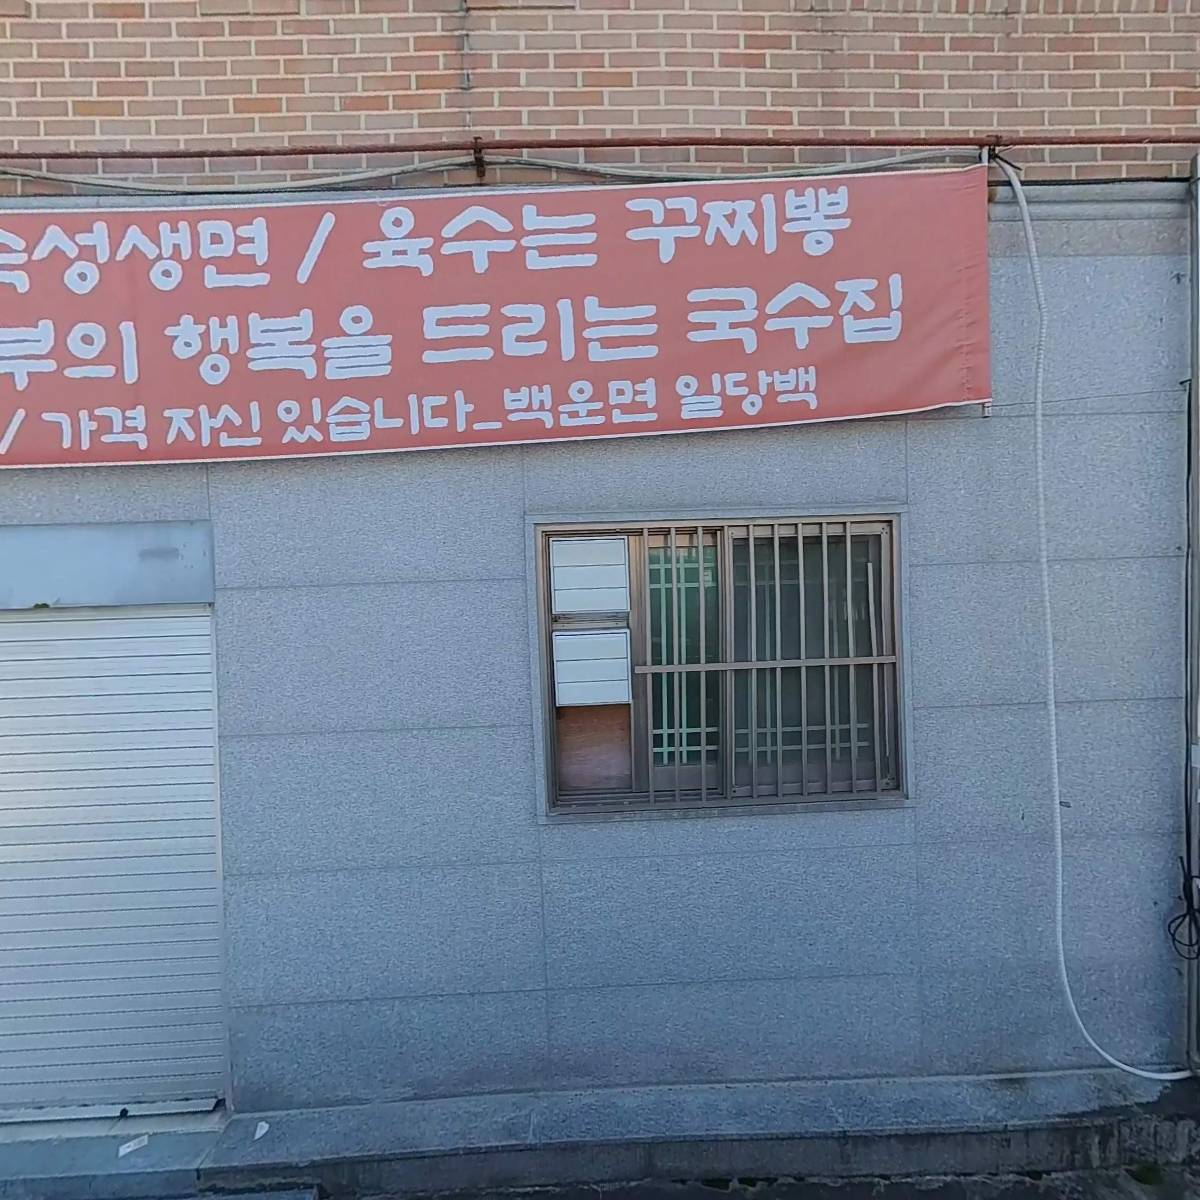 숙성생면 / 육수는 꾸찌뽕
부의 행복을 드리는 국수집
/ 가격 자신 있습니다_백운면 일당백